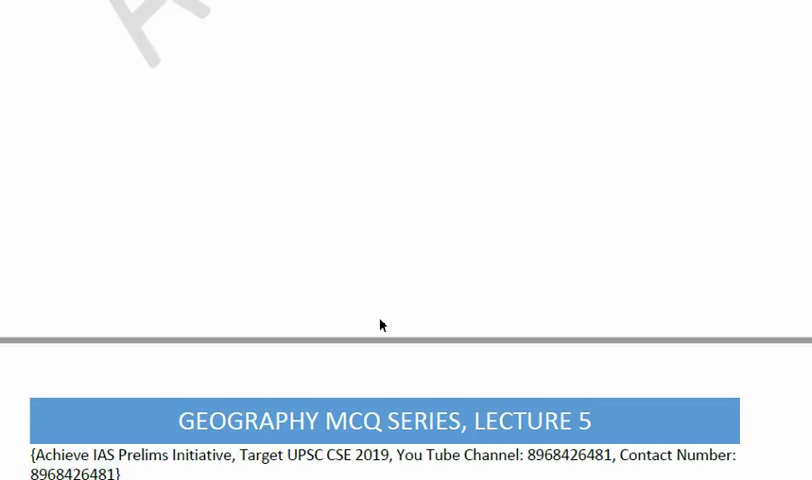 GEOGRAPHY MCQ SERIES, LECTURE 5
{Achieve IAS Prelims Initiative, Target UPSC CSE 2019, You Tube Channel: 8968426481, Contact Number:
8968426481}